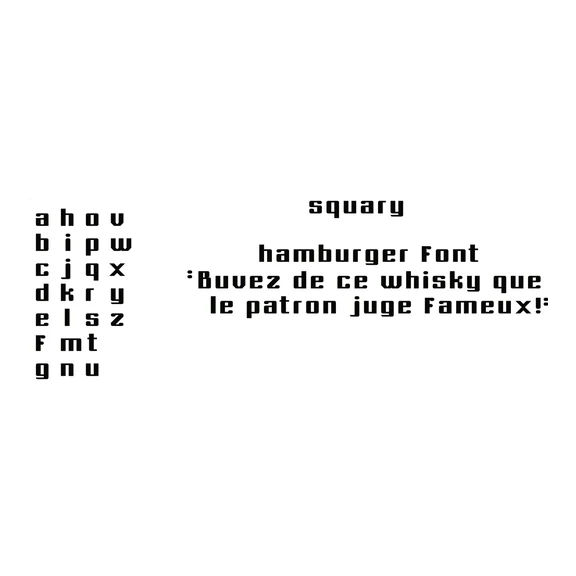 squary
a h o v
b i p w
c j q x
d k r y
e l s z
f m t
g n u
hamburger font
"Buvez de ce whisky que
le patron juge fameux!"